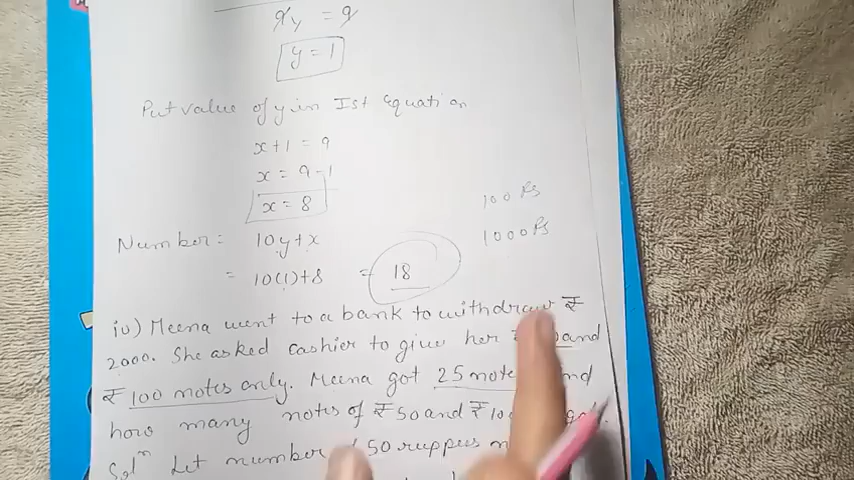 9y = 9
y = 1
Put value of y in Ist Equation
x+1 = 9
x = 9-1
x = 8
100 Rs
Number = 10y+x
1000 Rs
= 10(1)+8 = 18
iv) Meena went to a bank to withdraw ₹
2000. She asked cashier to give her ₹ and
₹ 100 notes only. Meena got 25 notes
how many notes of ₹50 and ₹
Solⁿ Let number 50 ruppees